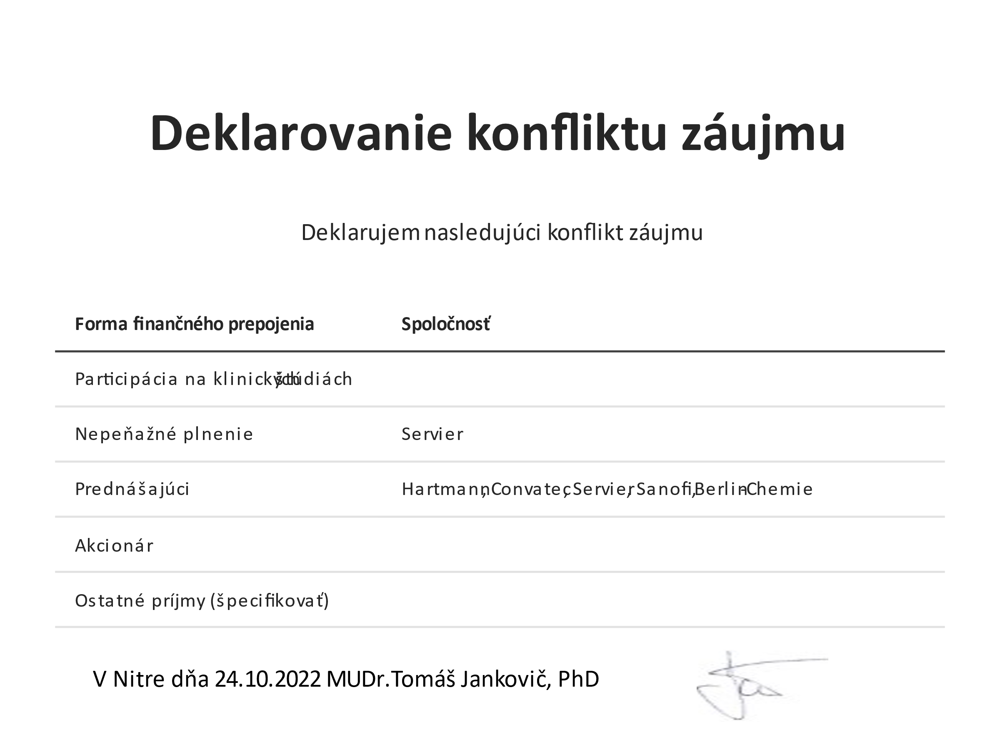 Deklarovanie konfliktu záujmu
Deklarujem nasledujúci konflikt záujmu
Forma finančného prepojenia Spoločnosť
Participácia na klinických štúdiách
Nepeňažné plnenie Servier
Prednášajúci Hartmann, Convatec, Servier, Sanofi, Berlin-Chemie
Akcionár
Ostatné príjmy (špecifikovať)
V Nitre dňa 24.10.2022 MUDr.Tomáš Jankovič, PhD